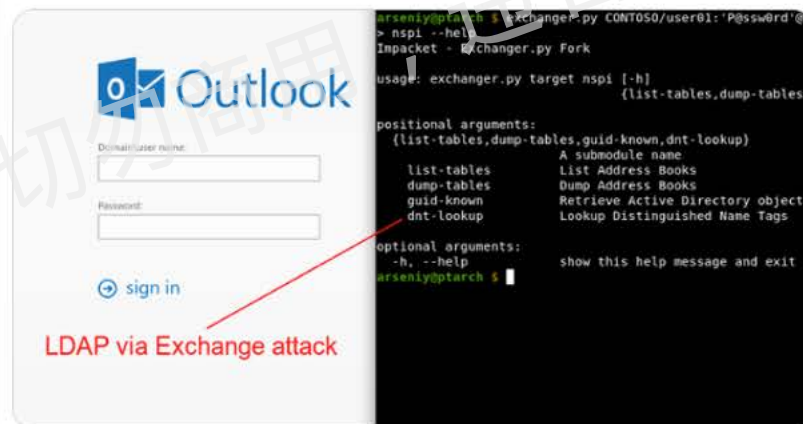 Outlook
Domain\user name:
Password:
sign in
LDAP via Exchange attack
arseniy@ptarch $ exchanger.py CONTOSO/user01:'P@ssw0rd'@
> nspi --help
Impacket - Exchanger.py Fork
usage: exchanger.py target nspi [-h]
{list-tables,dump-tables
positional arguments:
{list-tables,dump-tables,guid-known,dnt-lookup}
A submodule name
list-tables List Address Books
dump-tables Dump Address Books
guid-known Retrieve Active Directory object
dnt-lookup Lookup Distinguished Name Tags
optional arguments:
-h, --help show this help message and exit
arseniy@ptarch $
切勿商用